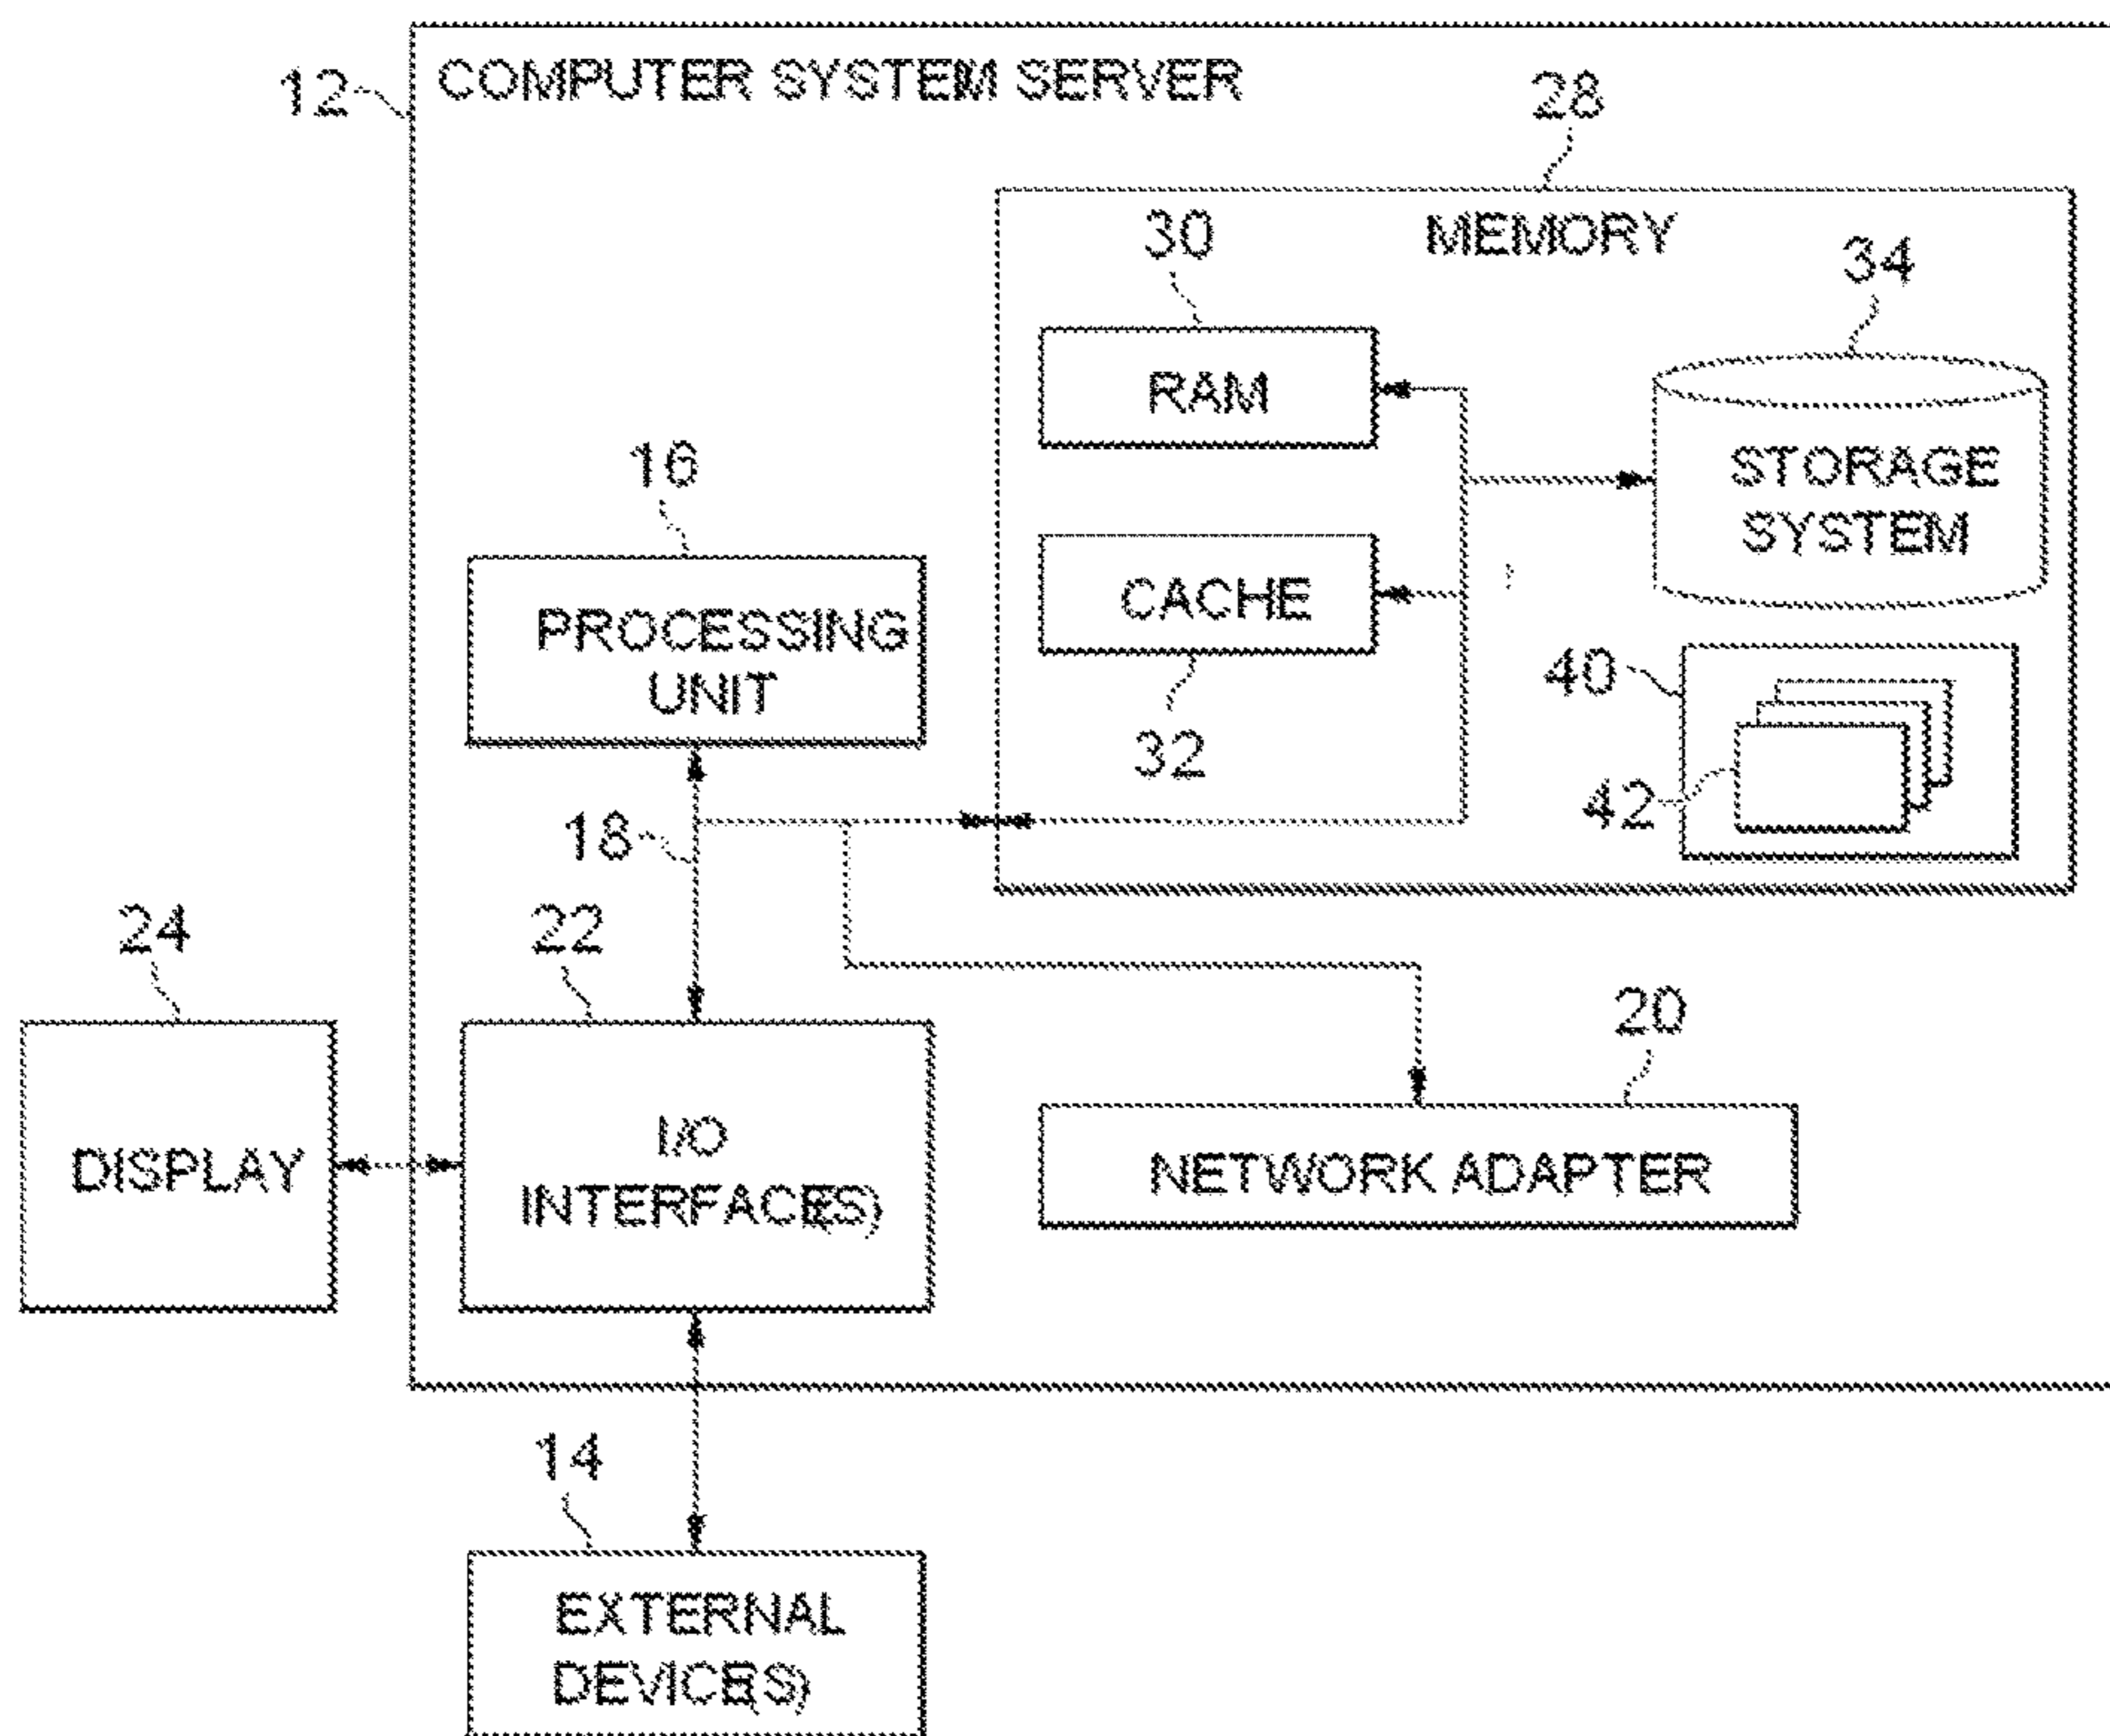 12
COMPUTER SYSTEM SERVER
28
MEMORY
30
34
RAM
STORAGE
SYSTEM
16
CACHE
PROCESSING
UNIT
32
40
42
18
24
22
20
DISPLAY
I/O
INTERFACE(S)
NETWORK ADAPTER
14
EXTERNAL
DEVICE(S)